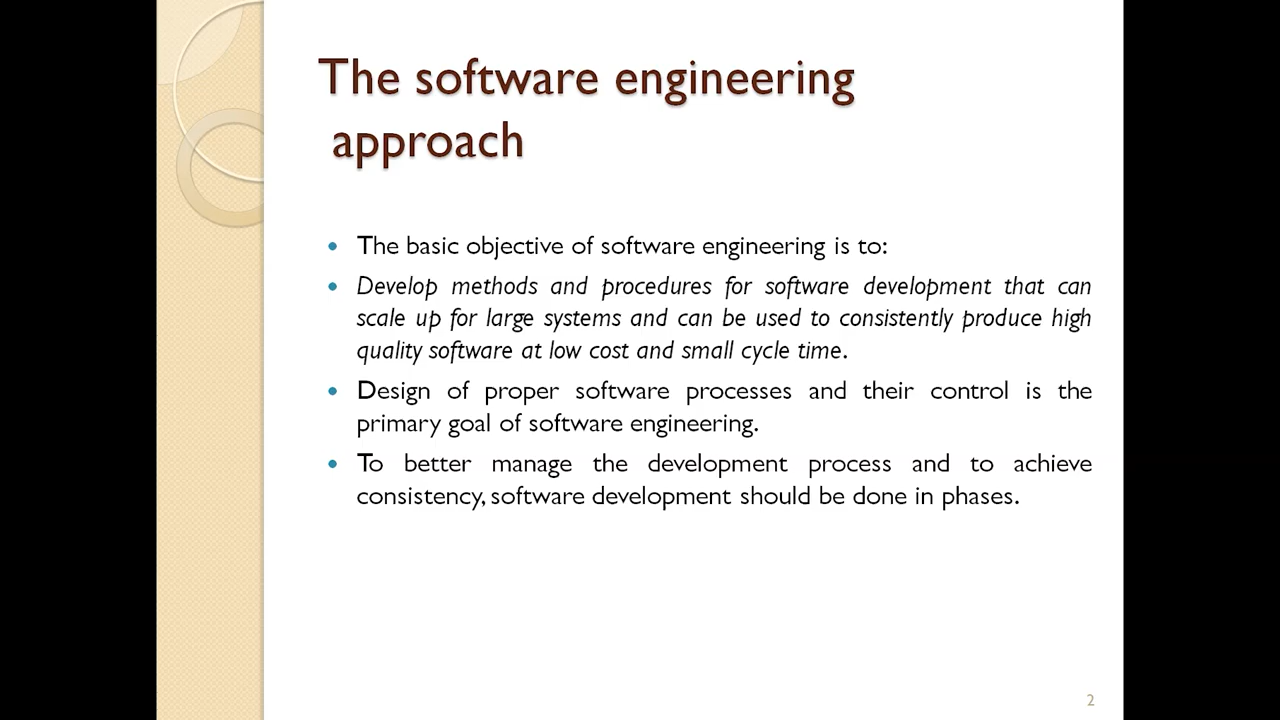 The software engineering
approach
The basic objective of software engineering is to:
Develop methods and procedures for software development that can
scale up for large systems and can be used to consistently produce high
quality software at low cost and small cycle time.
Design of proper software processes and their control is the
primary goal of software engineering.
To better manage the development process and to achieve
consistency, software development should be done in phases.
2